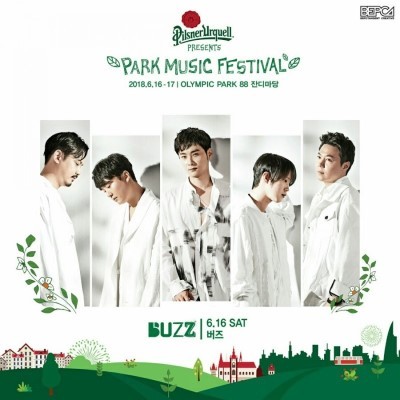 BEPC4
Pilsner Urquell
PRESENTS
PARK MUSIC FESTIVAL
2018.6.16-17 | OLYMPIC PARK 88 잔디마당
BUZZ
6.16 SAT
버즈